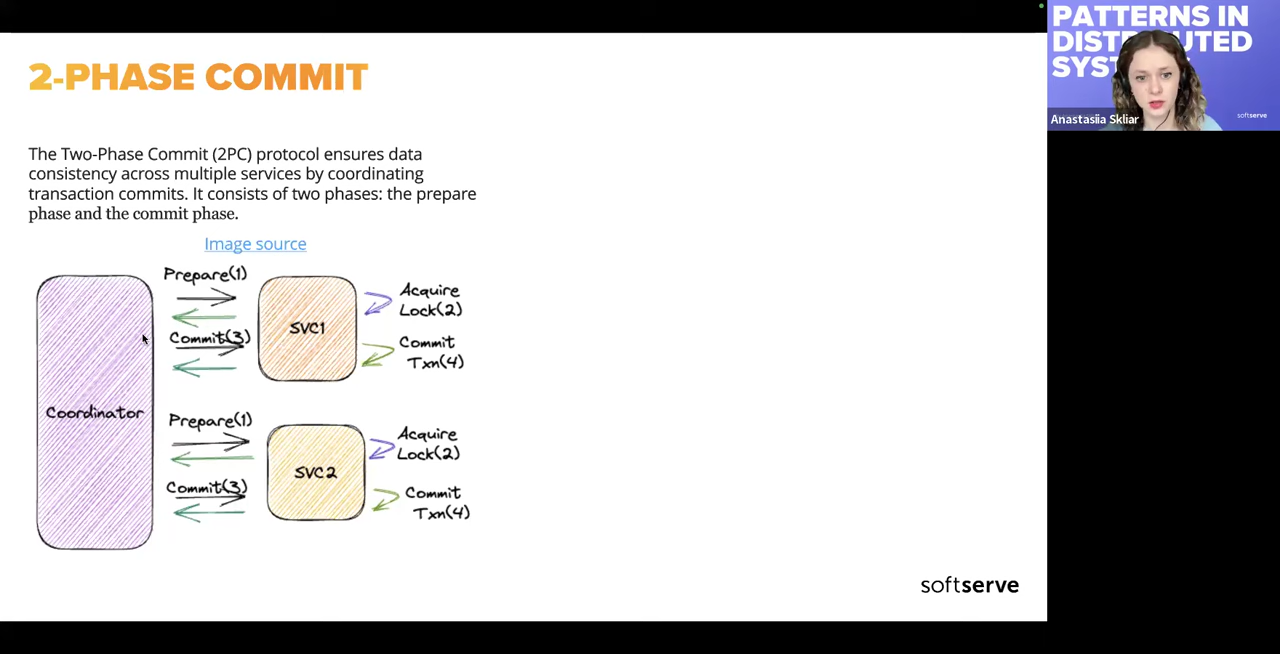 2-PHASE COMMIT
The Two-Phase Commit (2PC) protocol ensures data
consistency across multiple services by coordinating
transaction commits. It consists of two phases: the prepare
phase and the commit phase.
Image source
Coordinator
Prepare(1)
Commit(3)
SVC1
Acquire
Lock(2)
Commit
Txn(4)
Prepare(1)
Commit(3)
SVC2
Acquire
Lock(2)
Commit
Txn(4)
softserve
PATTERNS IN
Anastasiia Skliar
softserve